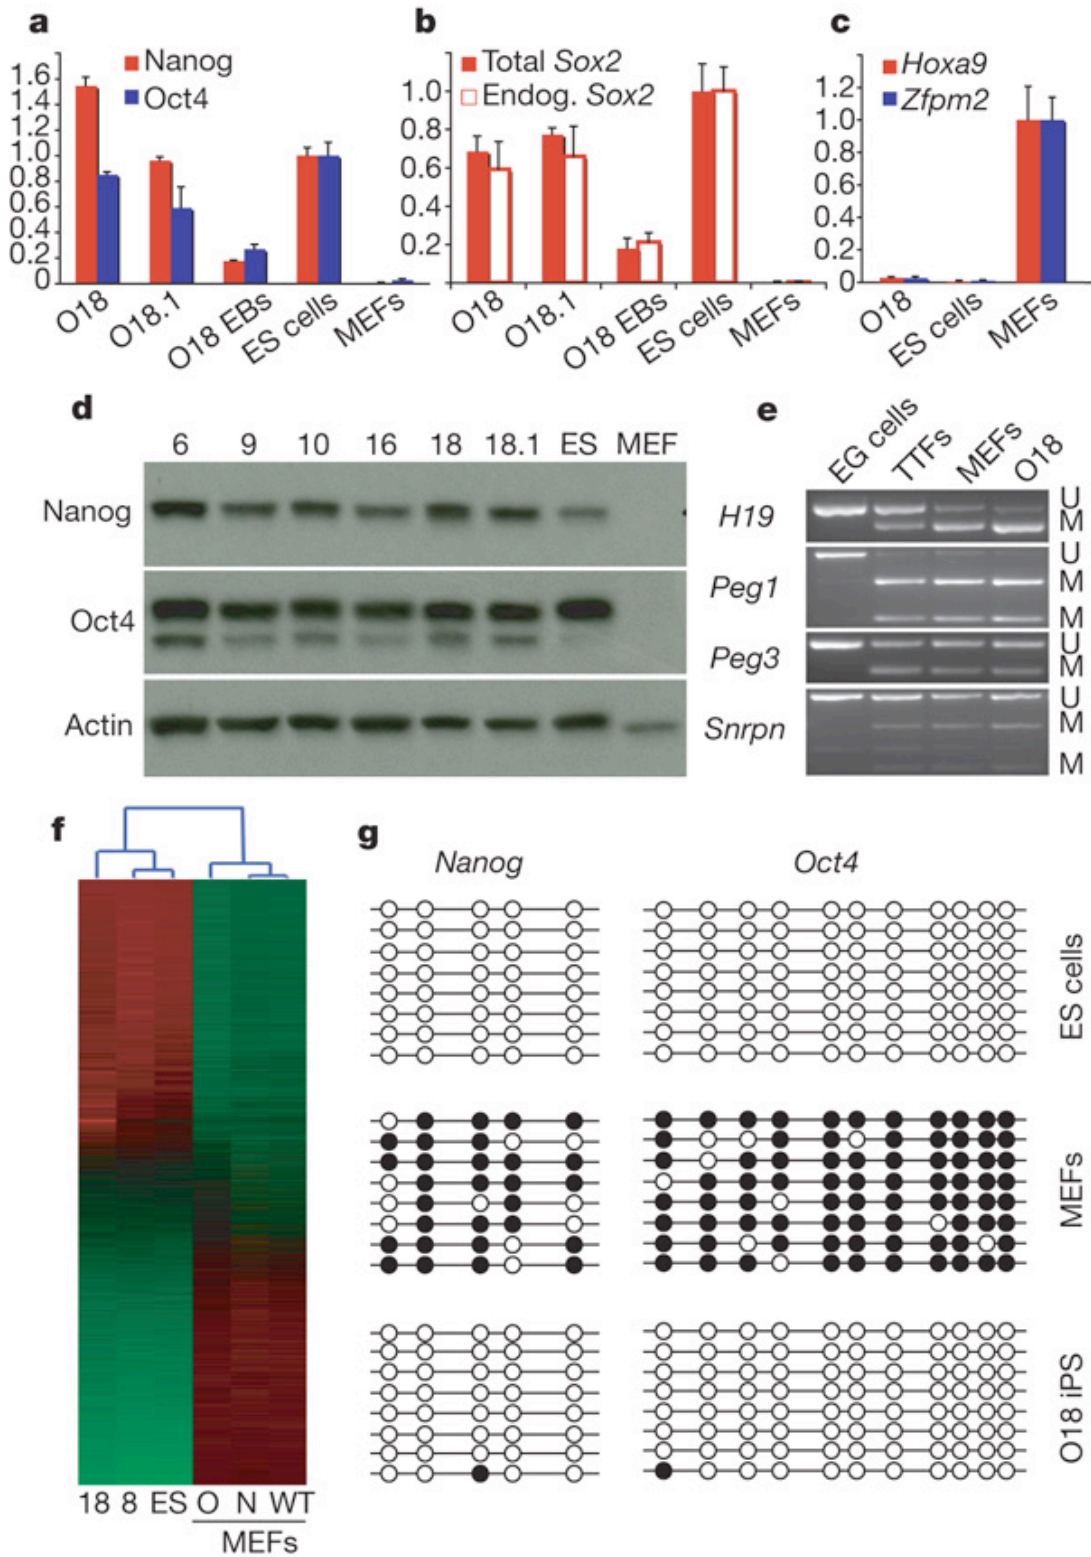 a
Nanog
Oct4
1.6
1.4
1.2
1.0
0.8
0.6
0.4
0.2
0
O18
O18.1
O18 EBs
ES cells
MEFs
b
Total Sox2
Endog. Sox2
1.0
0.8
0.6
0.4
0.2
O18
O18.1
O18 EBs
ES cells
MEFs
c
Hoxa9
Zfpm2
1.2
1.0
0.8
0.6
0.4
0.2
0
O18
ES cells
MEFs
d
6 9 10 16 18 18.1 ES MEF
Nanog
Oct4
Actin
e
EG cells
TTFs
MEFs
O18
H19
U
M
Peg1
U
M
M
Peg3
U
M
Snrpn
U
M
M
f
18 8 ES O N WT
MEFs
g
Nanog Oct4
ES cells
MEFs
O18 iPS